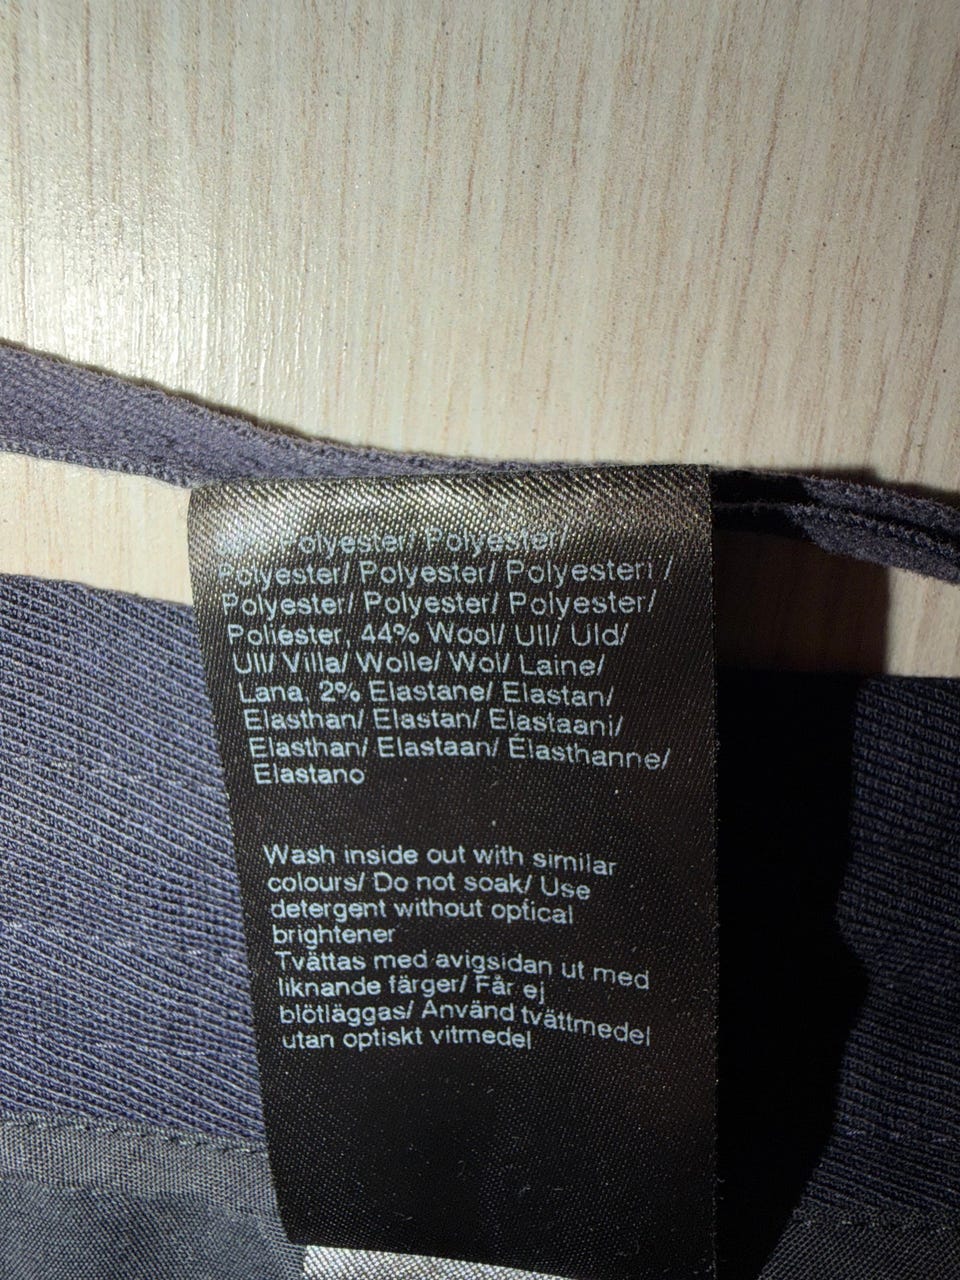 Polyester/ Polyester/
Polyester/ Polyester/ Polyesteri /
Polyester/ Polyester/ Polyester/
Poliester, 44% Wool/ Ull/ Uld/
Ull/ Villa/ Wolle/ Wol/ Laine/
Lana, 2% Elastane/ Elastan/
Elasthan/ Elastan/ Elastaani/
Elasthan/ Elastaan/ Elasthanne/
Elastano
Wash inside out with similar
colours/ Do not soak/ Use
detergent without optical
brightener
Tvättas med avigsidan ut med
liknande färger/ Får ej
blötläggas/ Använd tvättmedel
utan optiskt vitmedel